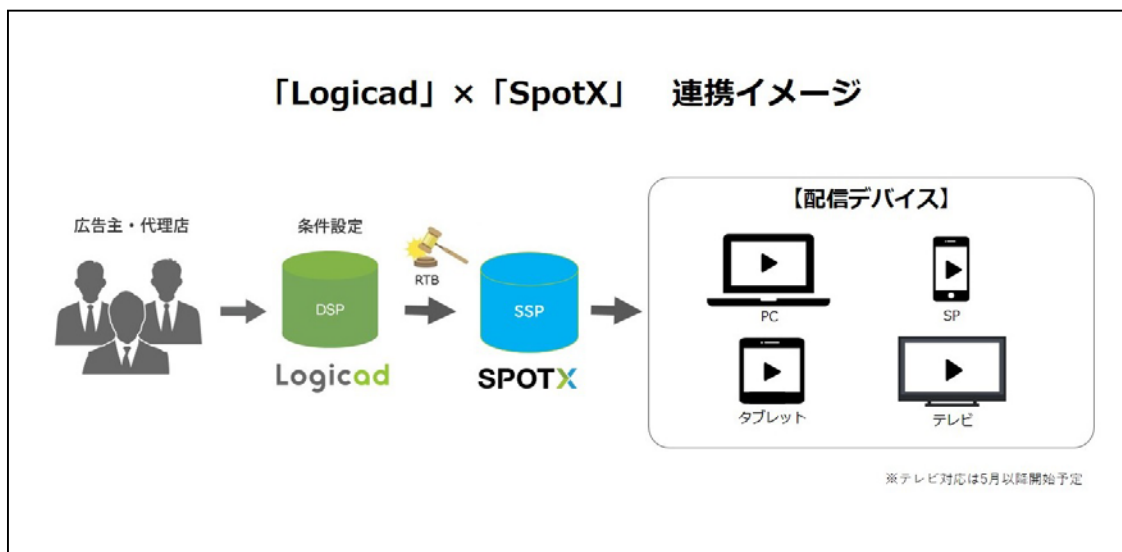 「Logicad」×「SpotX」　連携イメージ
広告主・代理店
条件設定
RTB
DSP
SSP
Logicad
SPOTX
【配信デバイス】
PC
SP
タブレット
テレビ
※テレビ対応は5月以降開始予定